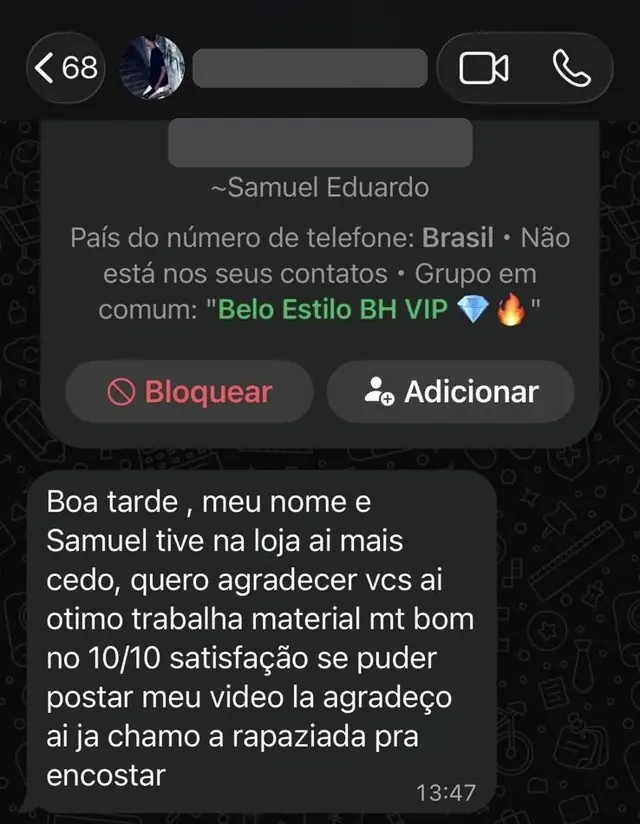 68
~Samuel Eduardo
País do número de telefone: Brasil • Não
está nos seus contatos • Grupo em
comum: "Belo Estilo BH VIP 💎🔥"
Bloquear
Adicionar
Boa tarde , meu nome e
Samuel tive na loja ai mais
cedo, quero agradecer vcs ai
otimo trabalha material mt bom
no 10/10 satisfação se puder
postar meu video la agradeço
ai ja chamo a rapaziada pra
encostar
13:47